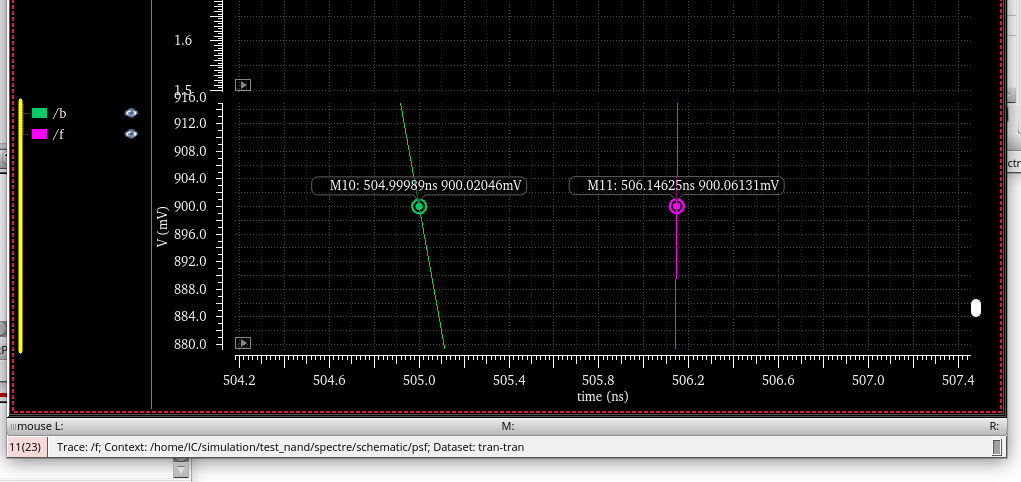 1.6
1.5
916.0
/b
912.0
/f
908.0
904.0
M10: 504.99989ns 900.02046mV
M11: 506.14625ns 900.06131mV
900.0
V (mV)
896.0
892.0
888.0
884.0
880.0
504.2 504.6 505.0 505.4 505.8 506.2 506.6 507.0 507.4
time (ns)
mouse L: M: R:
11(23) Trace: /f; Context: /home/IC/simulation/test_nand/spectre/schematic/psf; Dataset: tran-tran